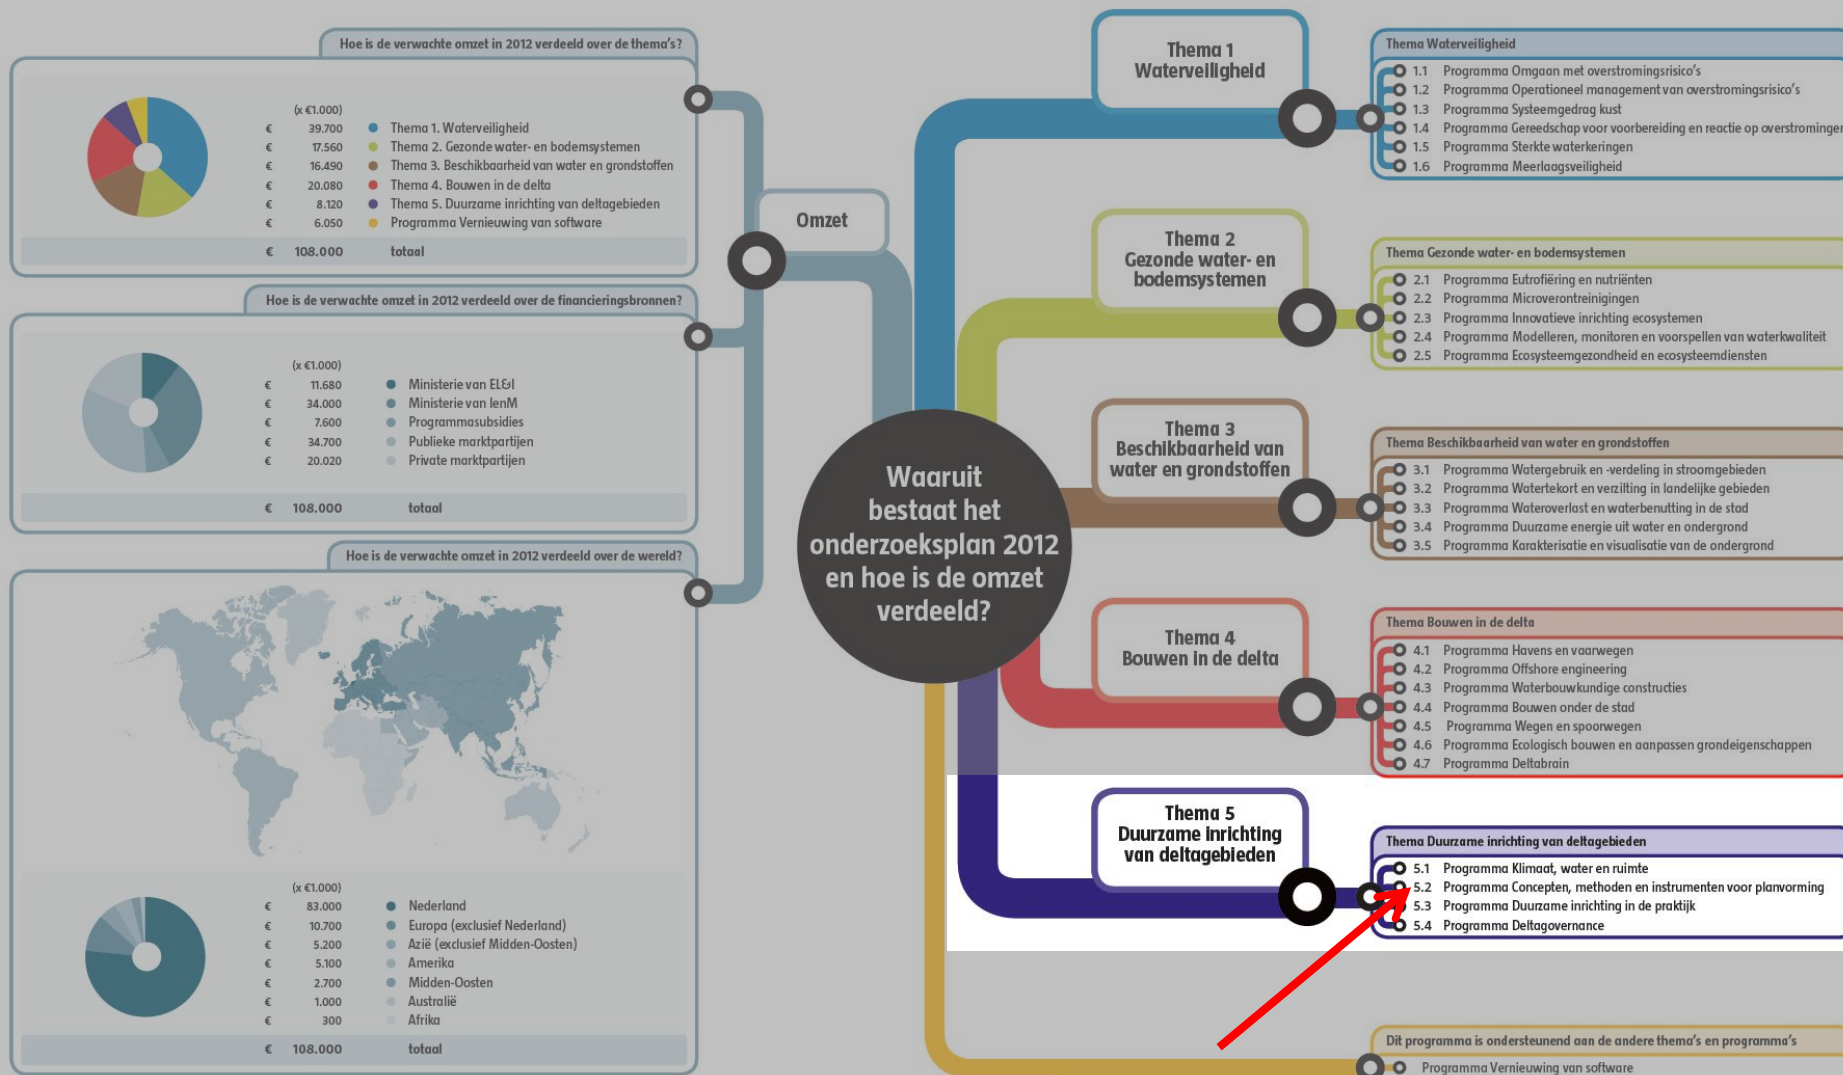 Hoe is de verwachte omzet in 2012 verdeeld over de thema's?
(x €1.000)
€ 39.700 Thema 1. Waterveiligheid
€ 17.560 Thema 2. Gezonde water- en bodemsystemen
€ 16.490 Thema 3. Beschikbaarheid van water en grondstoffen
€ 20.080 Thema 4. Bouwen in de delta
€ 8.120 Thema 5. Duurzame inrichting van deltagebieden
€ 6.050 Programma Vernieuwing van software
€ 108.000 totaal
Hoe is de verwachte omzet in 2012 verdeeld over de financieringsbronnen?
(x €1.000)
€ 11.680 Ministerie van EL&I
€ 34.000 Ministerie van IenM
€ 7.600 Programmasubsidies
€ 34.700 Publieke marktpartijen
€ 20.020 Private marktpartijen
€ 108.000 totaal
Hoe is de verwachte omzet in 2012 verdeeld over de wereld?
(x €1.000)
€ 83.000 Nederland
€ 10.700 Europa (exclusief Nederland)
€ 5.200 Azië (exclusief Midden-Oosten)
€ 5.100 Amerika
€ 2.700 Midden-Oosten
€ 1.000 Australië
€ 300 Afrika
€ 108.000 totaal
Omzet
Waaruit
bestaat het
onderzoeksplan 2012
en hoe is de omzet
verdeeld?
Thema 1
Waterveiligheid
Thema Waterveiligheid
1.1 Programma Omgaan met overstromingsrisico's
1.2 Programma Operationeel management van overstromingsrisico's
1.3 Programma Systeemgedrag kust
1.4 Programma Gereedschap voor voorbereiding en reactie op overstromingen
1.5 Programma Sterkte waterkeringen
1.6 Programma Meerlaagsveiligheid
Thema 2
Gezonde water- en
bodemsystemen
Thema Gezonde water- en bodemsystemen
2.1 Programma Eutrofiëring en nutriënten
2.2 Programma Microverontreinigingen
2.3 Programma Innovatieve inrichting ecosystemen
2.4 Programma Modelleren, monitoren en voorspellen van waterkwaliteit
2.5 Programma Ecosysteemgezondheid en ecosysteemdiensten
Thema 3
Beschikbaarheid van
water en grondstoffen
Thema Beschikbaarheid van water en grondstoffen
3.1 Programma Watergebruik en -verdeling in stroomgebieden
3.2 Programma Watertekort en verzilting in landelijke gebieden
3.3 Programma Wateroverlast en waterbenutting in de stad
3.4 Programma Duurzame energie uit water en ondergrond
3.5 Programma Karakterisatie en visualisatie van de ondergrond
Thema 4
Bouwen in de delta
Thema Bouwen in de delta
4.1 Programma Havens en vaarwegen
4.2 Programma Offshore engineering
4.3 Programma Waterbouwkundige constructies
4.4 Programma Bouwen onder de stad
4.5 Programma Wegen en spoorwegen
4.6 Programma Ecologisch bouwen en aanpassen grondeigenschappen
4.7 Programma Deltabrain
Thema 5
Duurzame inrichting
van deltagebieden
Thema Duurzame inrichting van deltagebieden
5.1 Programma Klimaat, water en ruimte
5.2 Programma Concepten, methoden en instrumenten voor planvorming
5.3 Programma Duurzame inrichting in de praktijk
5.4 Programma Deltagovernance
Dit programma is ondersteunend aan de andere thema's en programma's
Programma Vernieuwing van software